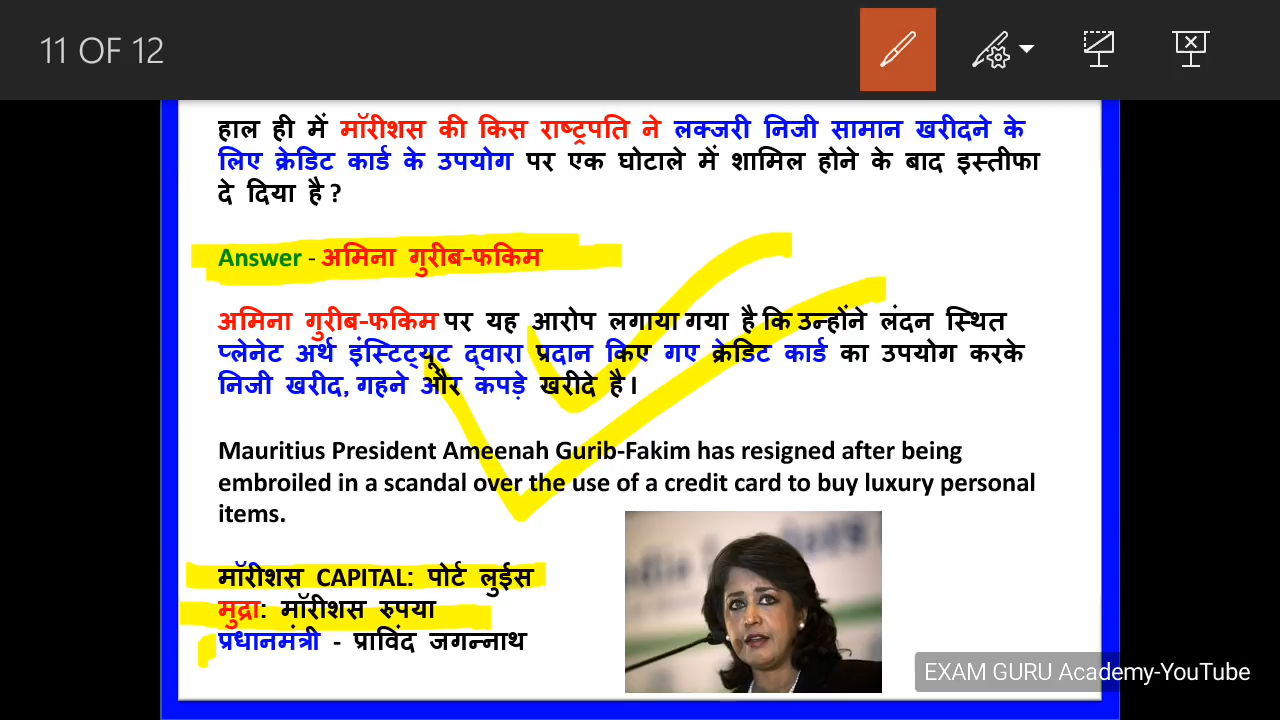 11 OF 12
हाल ही में मॉरीशस की किस राष्ट्रपति ने लक्जरी निजी सामान खरीदने के
लिए क्रेडिट कार्ड के उपयोग पर एक घोटाले में शामिल होने के बाद इस्तीफा
दे दिया है ?
Answer - अमिना गुरीब-फकिम
अमिना गुरीब-फकिम पर यह आरोप लगाया गया है कि उन्होंने लंदन स्थित
प्लेनेट अर्थ इंस्टिट्यूट द्वारा प्रदान किए गए क्रेडिट कार्ड का उपयोग करके
निजी खरीद, गहने और कपड़े खरीदे है ।
Mauritius President Ameenah Gurib-Fakim has resigned after being
embroiled in a scandal over the use of a credit card to buy luxury personal
items.
मॉरीशस CAPITAL: पोर्ट लुईस
मुद्रा: मॉरीशस रुपया
प्रधानमंत्री - प्राविंद जगन्नाथ
EXAM GURU Academy-YouTube